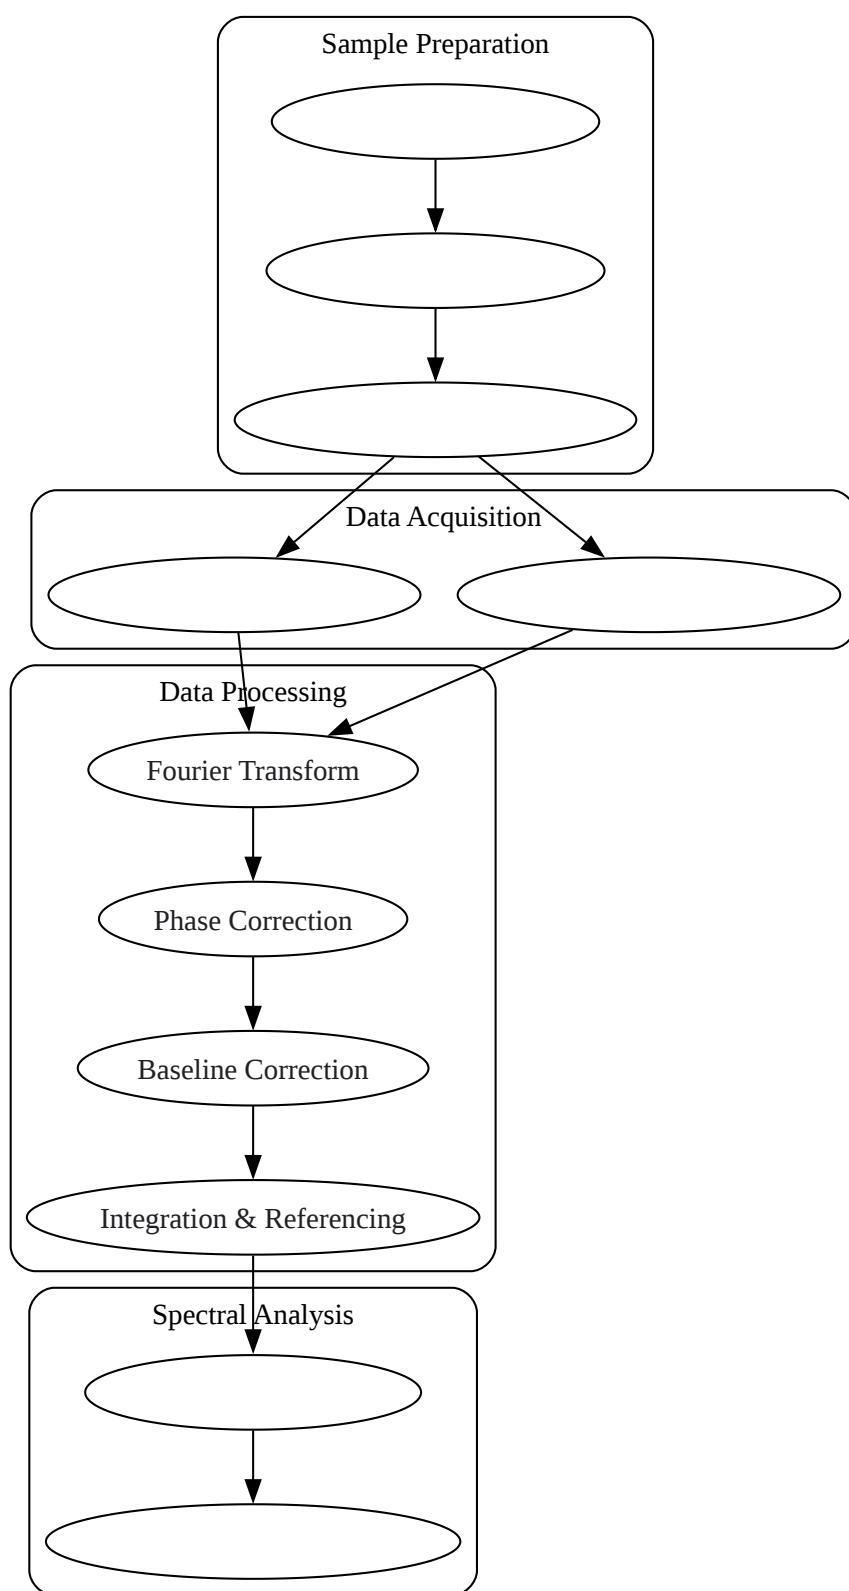 Sample Preparation
Data Acquisition
Data Processing
Fourier Transform
Phase Correction
Baseline Correction
Integration & Referencing
Spectral Analysis